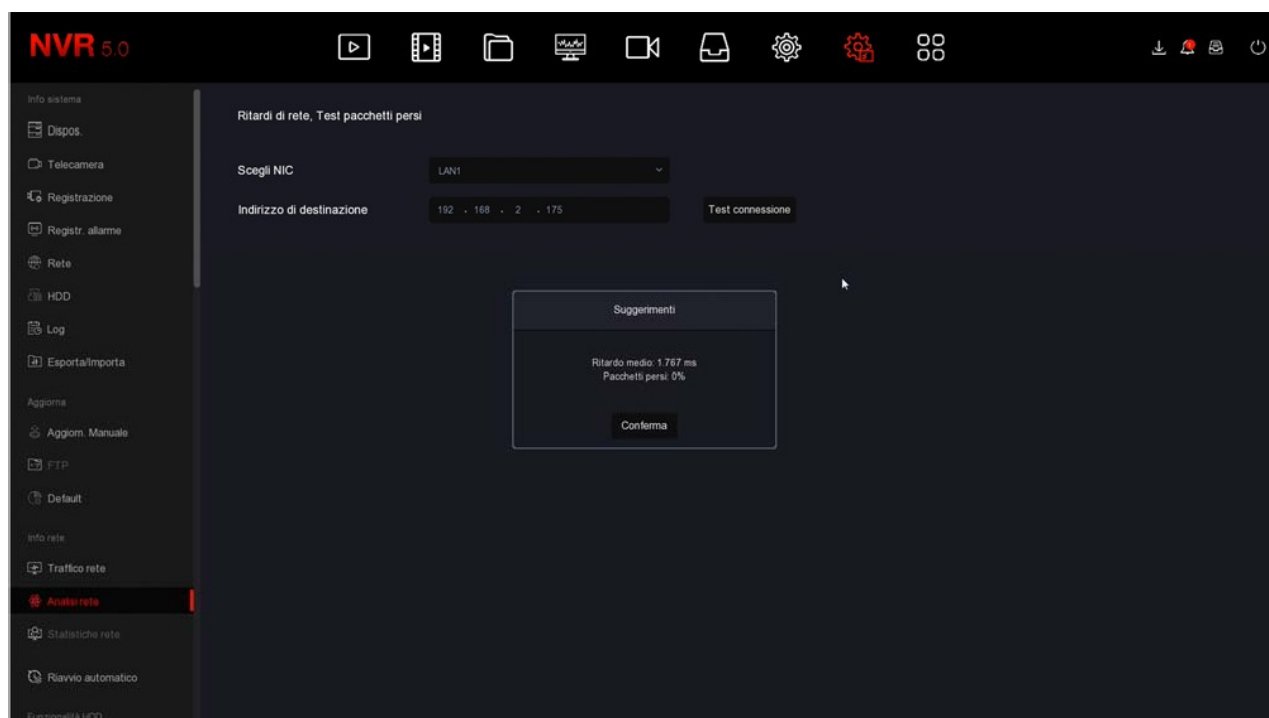 NVR 5.0
Info sistema
Dispos.
Telecamera
Registrazione
Registr. allarme
Rete
HDD
Log
Esporta/Importa
Aggiorna
Aggiorn. Manuale
FTP
Default
Info rete
Traffico rete
Analisi rete
Statistiche rete
Riavvio automatico
Funzionalità HDD
Ritardi di rete, Test pacchetti persi
Scegli NIC
LAN1
Indirizzo di destinazione
192 . 168 . 2 . 175
Test connessione
Suggerimenti
Ritardo medio: 1.767 ms
Pacchetti persi: 0%
Conferma